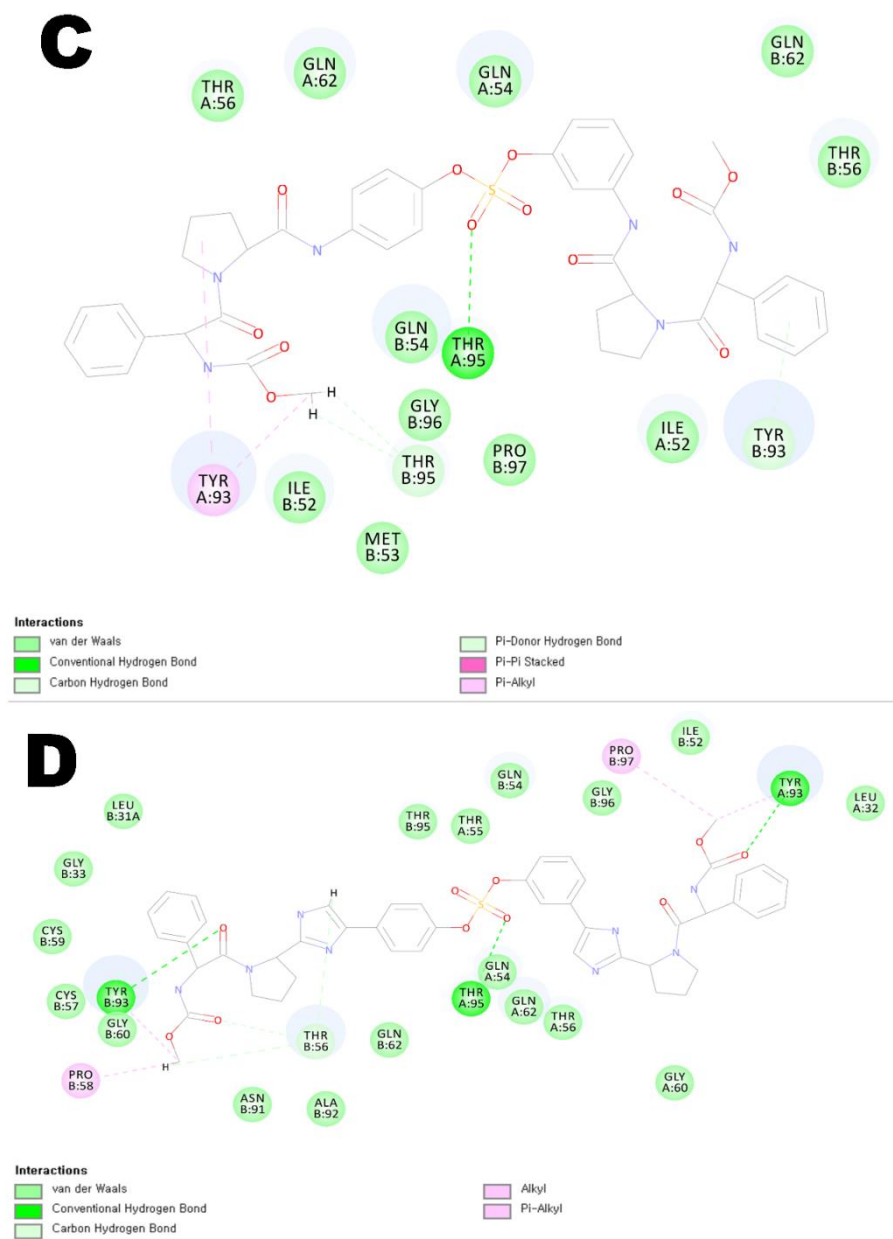 C
GLN
A:62
GLN
A:54
GLN
B:62
THR
A:56
THR
B:56
O
O
O
S
O
O
O
O
O
N
N
N
N
O
O
O
N
N
O
O
N
O
GLN
B:54
THR
A:95
H
H
GLY
B:96
ILE
A:52
TYR
B:93
THR
B:95
PRO
B:97
TYR
A:93
ILE
B:52
MET
B:53
Interactions
van der Waals
Conventional Hydrogen Bond
Carbon Hydrogen Bond
Pi-Donor Hydrogen Bond
Pi-Pi Stacked
Pi-Alkyl
D
PRO
B:97
ILE
B:52
GLN
B:54
TYR
A:93
LEU
B:31A
GLY
B:96
LEU
A:32
THR
B:95
THR
A:55
GLY
B:33
CYS
B:59
H
O
O
S
O
O
O
O
O
N
N
N
N
N
N
N
N
O
O
O
O
TYR
B:93
CYS
B:57
GLY
B:60
GLN
A:54
THR
A:95
GLN
A:62
THR
A:56
THR
B:56
GLN
B:62
H
PRO
B:58
GLY
A:60
ASN
B:91
ALA
B:92
Interactions
van der Waals
Conventional Hydrogen Bond
Carbon Hydrogen Bond
Alkyl
Pi-Alkyl